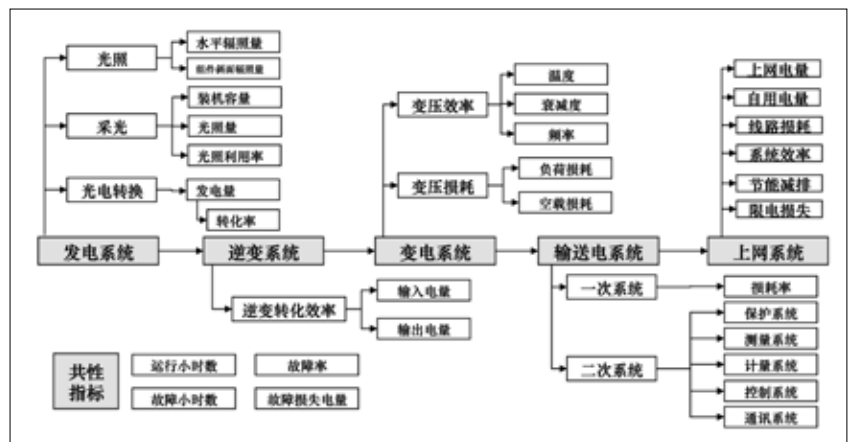 光照
水平辐照量
组件斜面辐照量
采光
装机容量
光照量
光照利用率
光电转换
发电量
转化率
变压效率
温度
衰减度
频率
变压损耗
负荷损耗
空载损耗
上网电量
自用电量
线路损耗
系统效率
节能减排
限电损失
发电系统
逆变系统
变电系统
输送电系统
上网系统
逆变转化效率
输入电量
输出电量
一次系统
损耗率
二次系统
保护系统
测量系统
计量系统
控制系统
通讯系统
共性
指标
运行小时数
故障率
故障小时数
故障损失电量